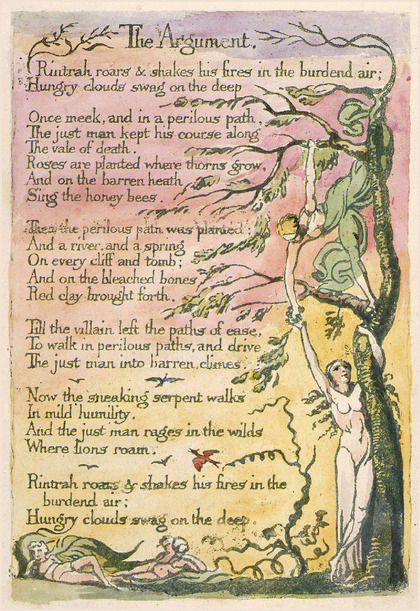 The Argument.
Rintrah roars & shakes his fires in the burdend air;
Hungry clouds swag on the deep
Once meek, and in a perilous path,
The just man kept his course along
The vale of death.
Roses are planted where thorns grow,
And on the barren heath
Sing the honey bees.
Then the perilous path was planted:
And a river, and a spring
On every cliff and tomb;
And on the bleached bones
Red clay brought forth.
Till the villain left the paths of ease,
To walk in perilous paths, and drive
The just man into barren climes.
Now the sneaking serpent walks
In mild humility.
And the just man rages in the wilds
Where lions roam.
Rintrah roars & shakes his fires in the
burdend air;
Hungry clouds swag on the deep.